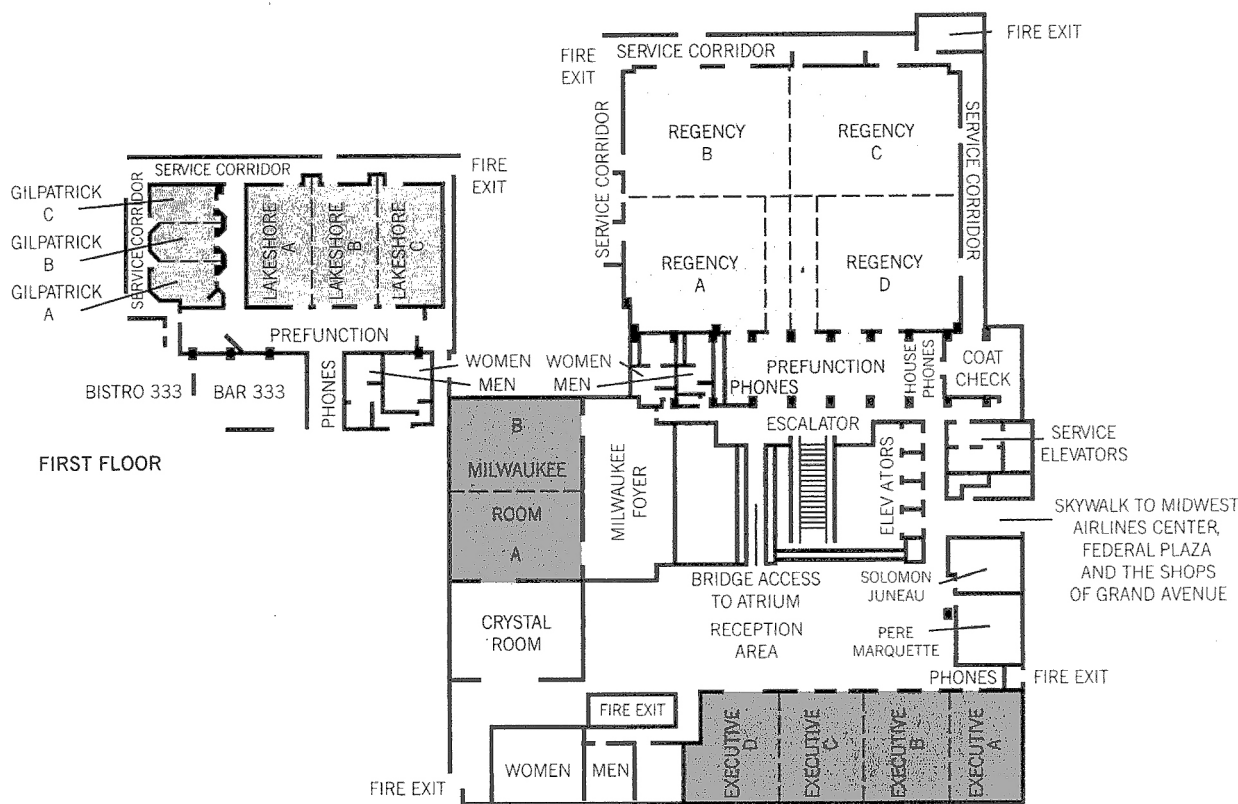 FIRE EXIT
SERVICE CORRIDOR
FIRE
EXIT
SERVICE CORRIDOR
SERVICE CORRIDOR
REGENCY
B
REGENCY
C
REGENCY
A
REGENCY
D
SERVICE CORRIDOR
FIRE
EXIT
SERVICE CORRIDOR
GILPATRICK
C
GILPATRICK
B
GILPATRICK
A
LAKESHORE
A
LAKESHORE
B
LAKESHORE
C
PREFUNCTION
BISTRO 333
BAR 333
PHONES
WOMEN
MEN
WOMEN
MEN
PHONES
PREFUNCTION
HOUSE
PHONES
COAT
CHECK
FIRST FLOOR
B
MILWAUKEE
ROOM
A
MILWAUKEE
FOYER
ESCALATOR
ELEVATORS
SERVICE
ELEVATORS
SKYWALK TO MIDWEST
AIRLINES CENTER,
FEDERAL PLAZA
AND THE SHOPS
OF GRAND AVENUE
BRIDGE ACCESS
TO ATRIUM
SOLOMON
JUNEAU
CRYSTAL
ROOM
RECEPTION
AREA
PERE
MARQUETTE
PHONES
FIRE EXIT
FIRE EXIT
EXECUTIVE
D
EXECUTIVE
C
EXECUTIVE
B
EXECUTIVE
A
WOMEN
MEN
FIRE EXIT